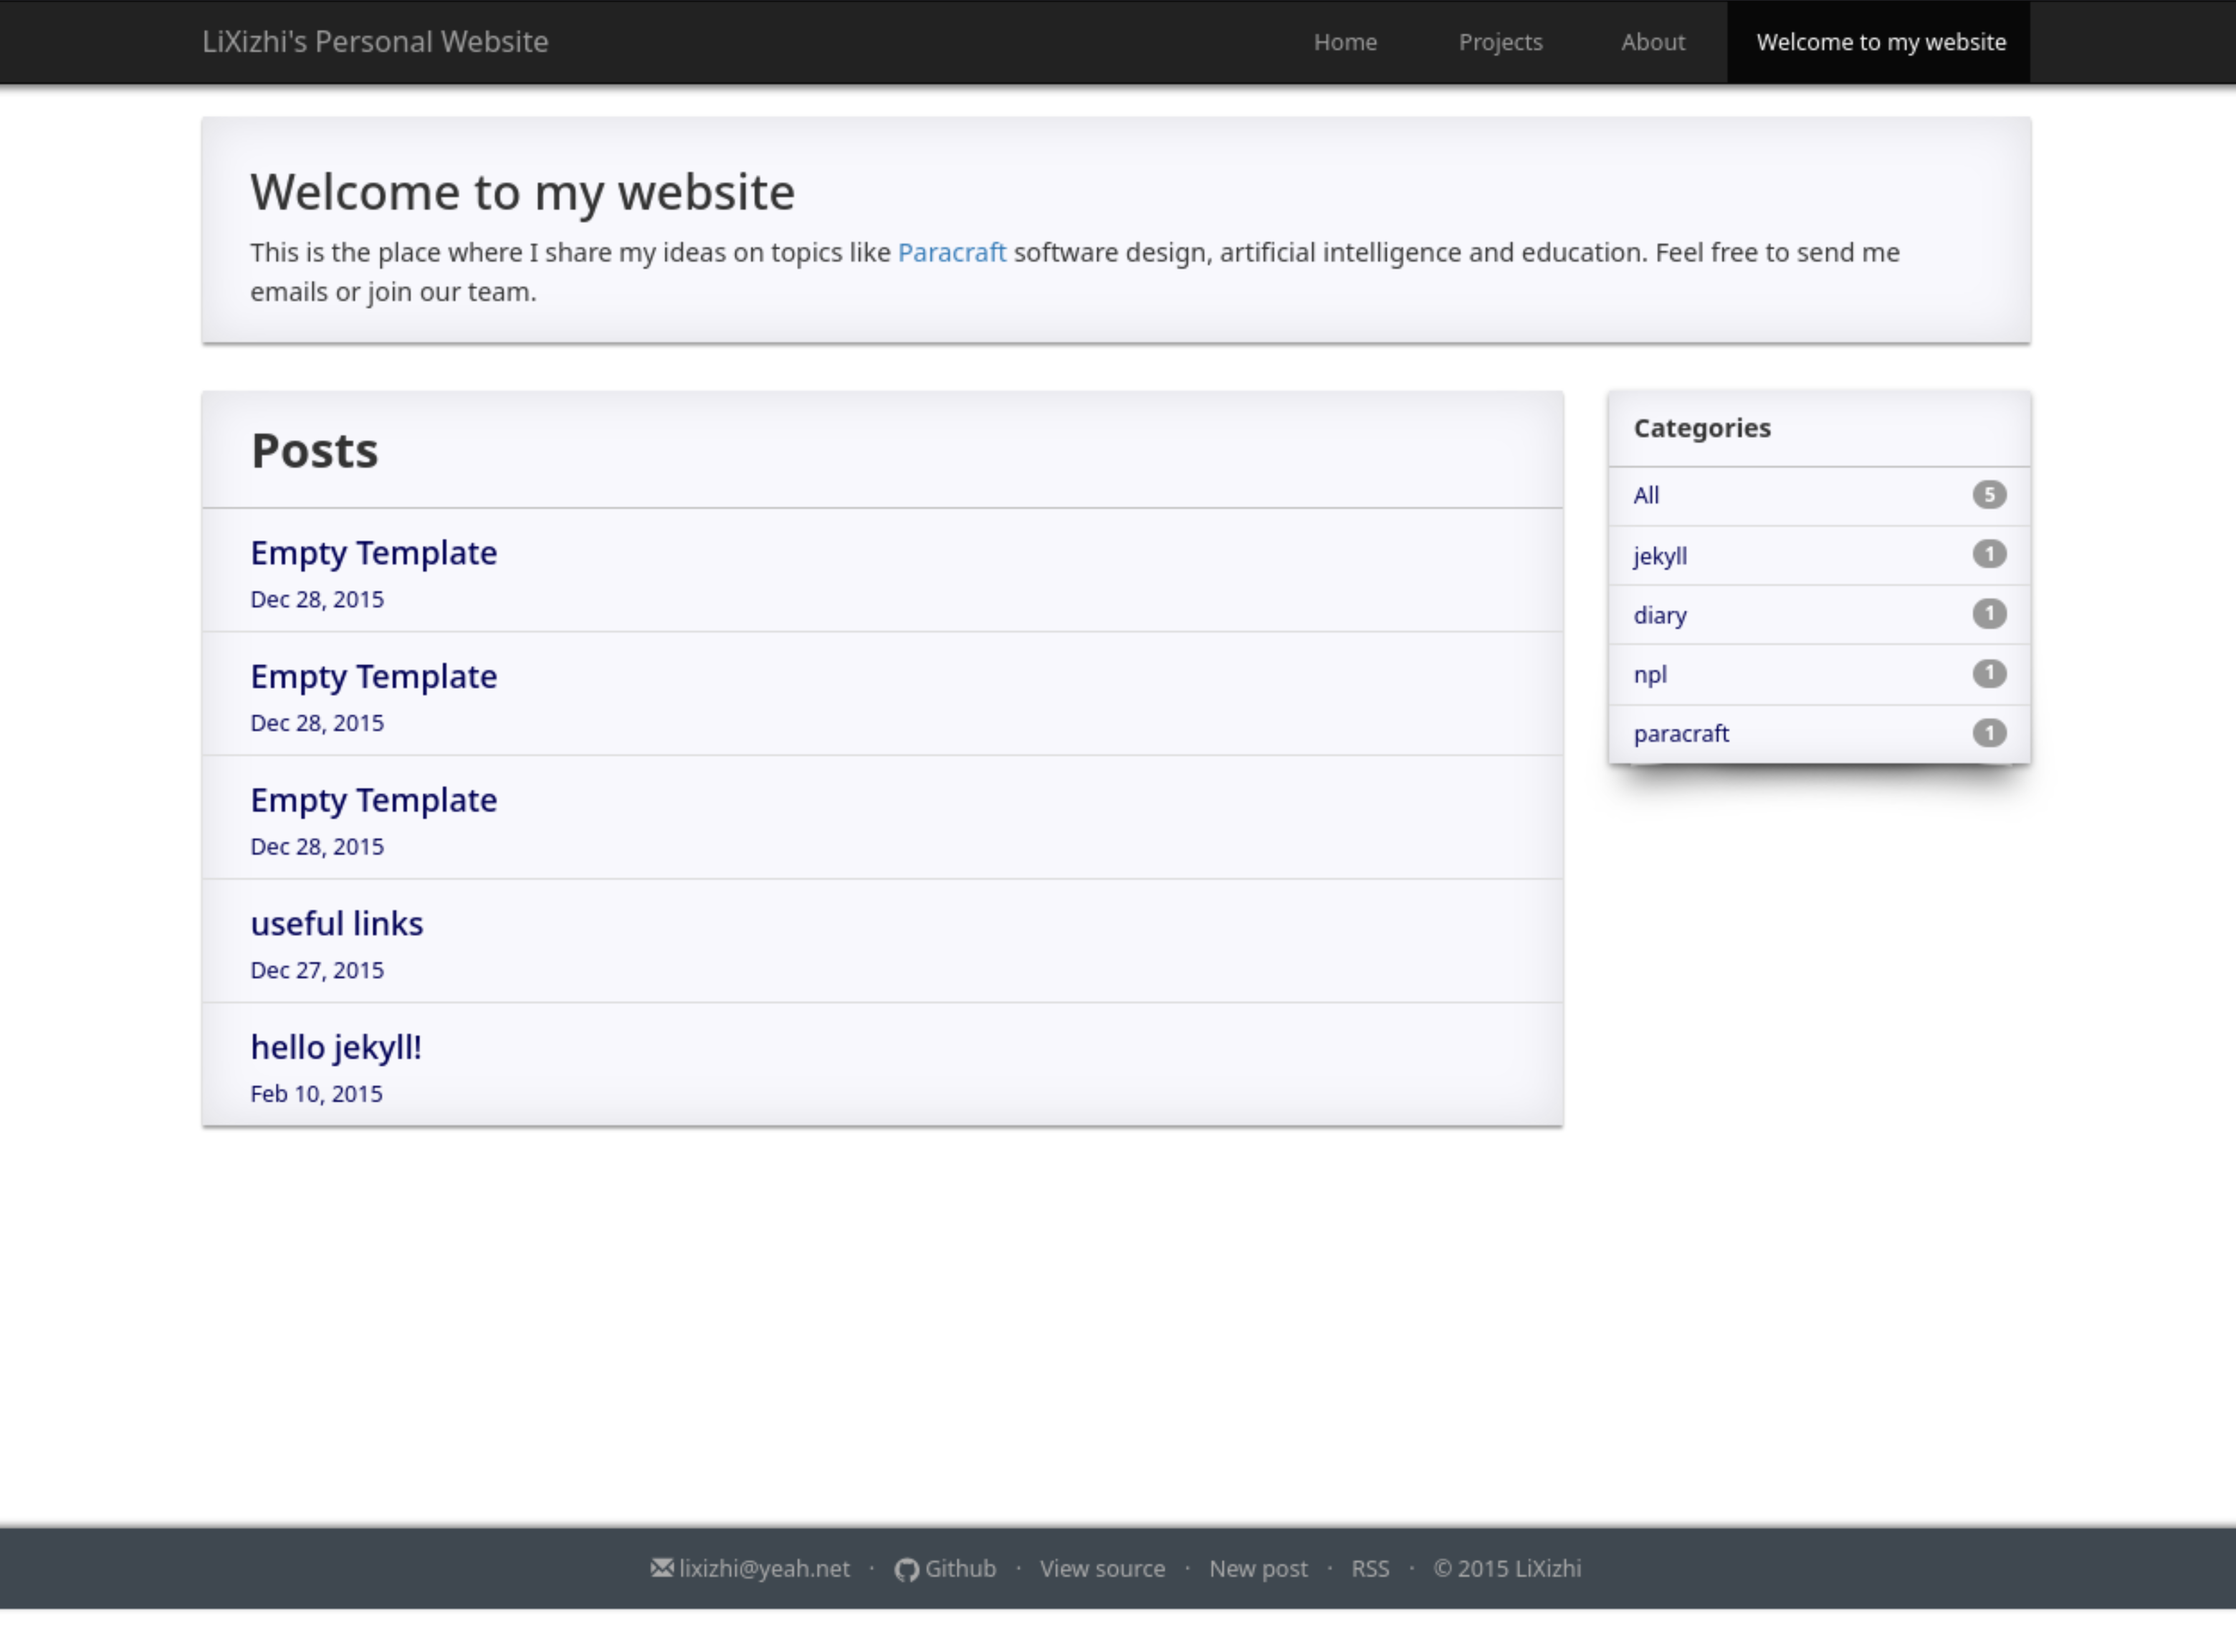 LiXizhi's Personal Website
Home
Projects
About
Welcome to my website
Welcome to my website
This is the place where I share my ideas on topics like Paracraft software design, artificial intelligence and education. Feel free to send me
emails or join our team.
Posts
Empty Template
Dec 28, 2015
Empty Template
Dec 28, 2015
Empty Template
Dec 28, 2015
useful links
Dec 27, 2015
hello jekyll!
Feb 10, 2015
Categories
All 5
jekyll 1
diary 1
npl 1
paracraft 1
lixizhi@yeah.net · Github · View source · New post · RSS · © 2015 LiXizhi